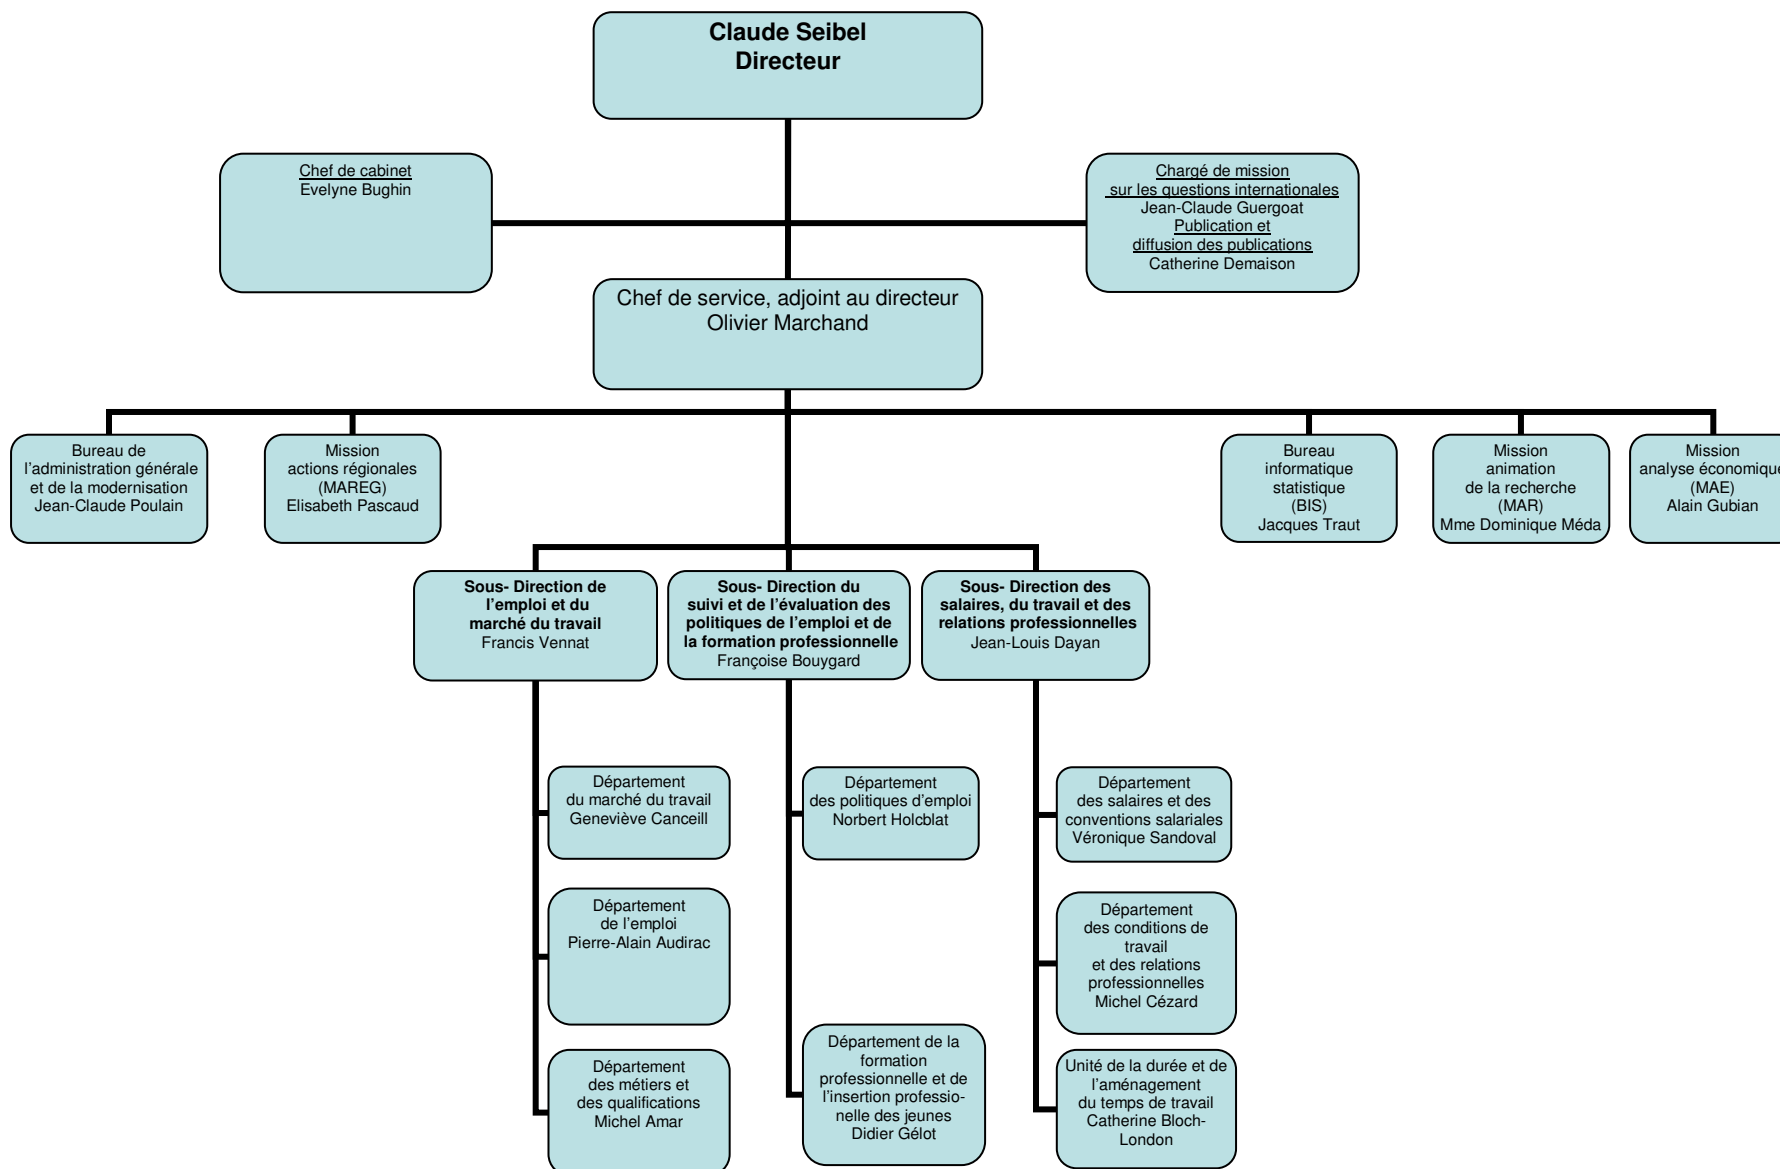 Claude Seibel
Directeur
Chef de cabinet
Evelyne Bughin
Chargé de mission
sur les questions internationales
Jean-Claude Guergoat
Publication et
diffusion des publications
Catherine Demaison
Chef de service, adjoint au directeur
Olivier Marchand
Bureau de
l'administration générale
et de la modernisation
Jean-Claude Poulain
Mission
actions régionales
(MAREG)
Elisabeth Pascaud
Bureau
informatique
statistique
(BIS)
Jacques Traut
Mission
animation
de la recherche
(MAR)
Mme Dominique Méda
Mission
analyse économique
(MAE)
Alain Gubian
Sous- Direction de
l'emploi et du
marché du travail
Francis Vennat
Sous- Direction du
suivi et de l'évaluation des
politiques de l'emploi et de
la formation professionnelle
Françoise Bouygard
Sous- Direction des
salaires, du travail et des
relations professionnelles
Jean-Louis Dayan
Département
du marché du travail
Geneviève Canceill
Département
de l'emploi
Pierre-Alain Audirac
Département
des métiers et
des qualifications
Michel Amar
Département
des politiques d'emploi
Norbert Holcblat
Département de la
formation
professionnelle et de
l'insertion professio-
nelle des jeunes
Didier Gélot
Département
des salaires et des
conventions salariales
Véronique Sandoval
Département
des conditions de
travail
et des relations
professionnelles
Michel Cézard
Unité de la durée et de
l'aménagement
du temps de travail
Catherine Bloch-
London